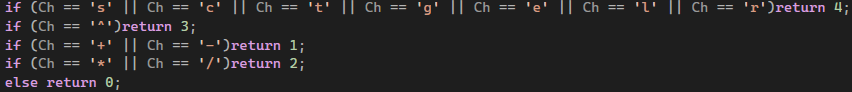 if (Ch == 's' || Ch == 'c' || Ch == 't' || Ch == 'g' || Ch == 'e' || Ch == 'l' || Ch == 'r')return 4;
if (Ch == '^')return 3;
if (Ch == '+' || Ch == '-')return 1;
if (Ch == '*' || Ch == '/')return 2;
else return 0;